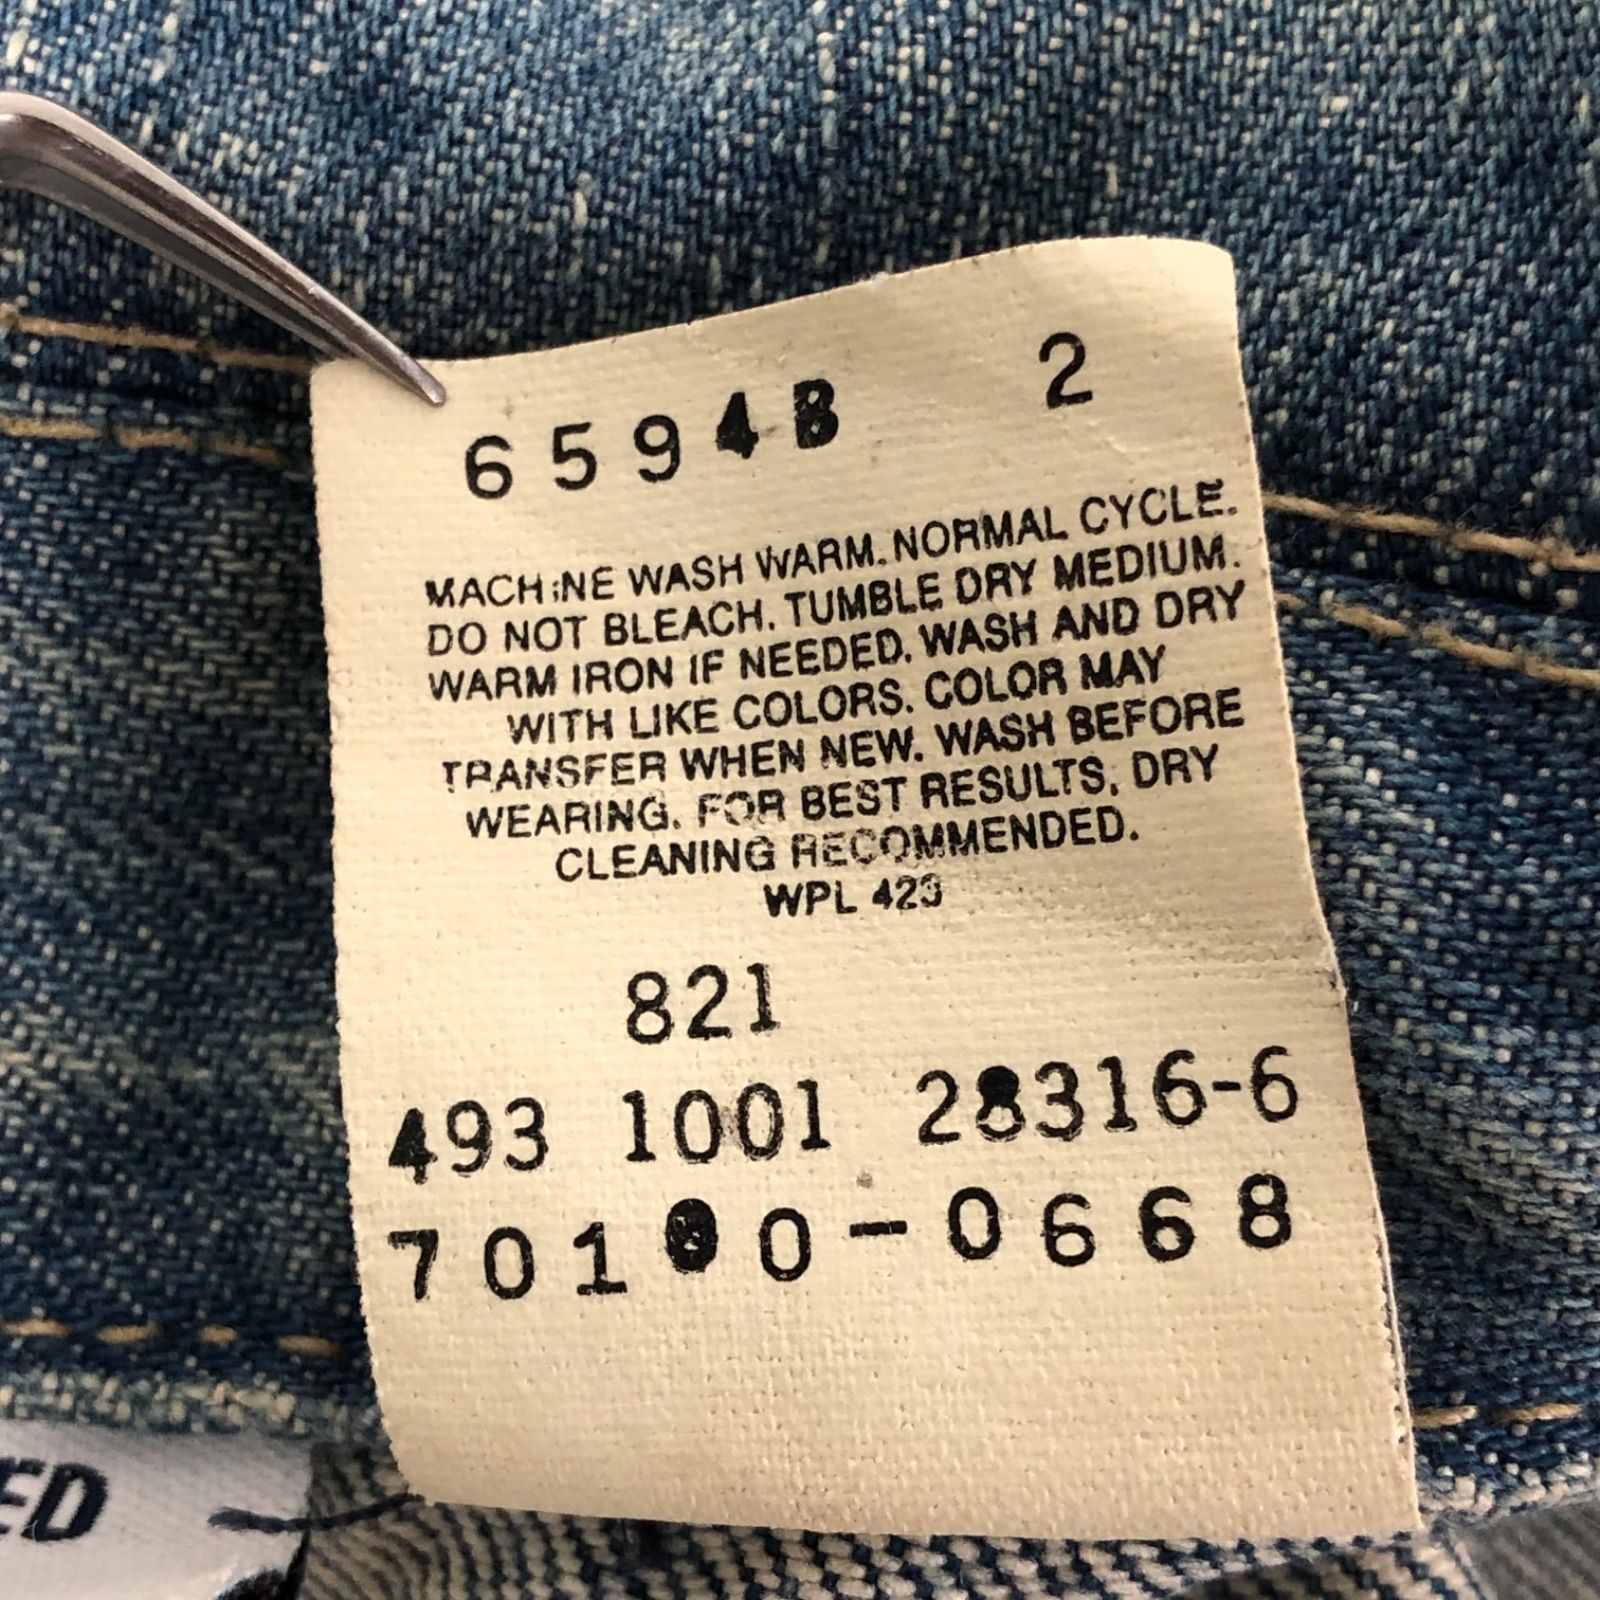 6594B 2
MACHINE WASH WARM. NORMAL CYCLE.
DO NOT BLEACH. TUMBLE DRY MEDIUM.
WARM IRON IF NEEDED. WASH AND DRY
WITH LIKE COLORS. COLOR MAY
TRANSFER WHEN NEW. WASH BEFORE
WEARING. FOR BEST RESULTS, DRY
CLEANING RECOMMENDED.
WPL 423
821
493 1001 28316-6
70100-0668
ED